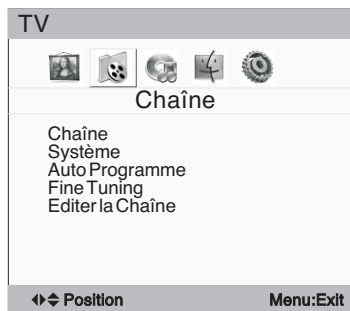 TV
Chaîne
Chaîne
Système
Auto Programme
Fine Tuning
Editer la Chaîne
Position Menu:Exit